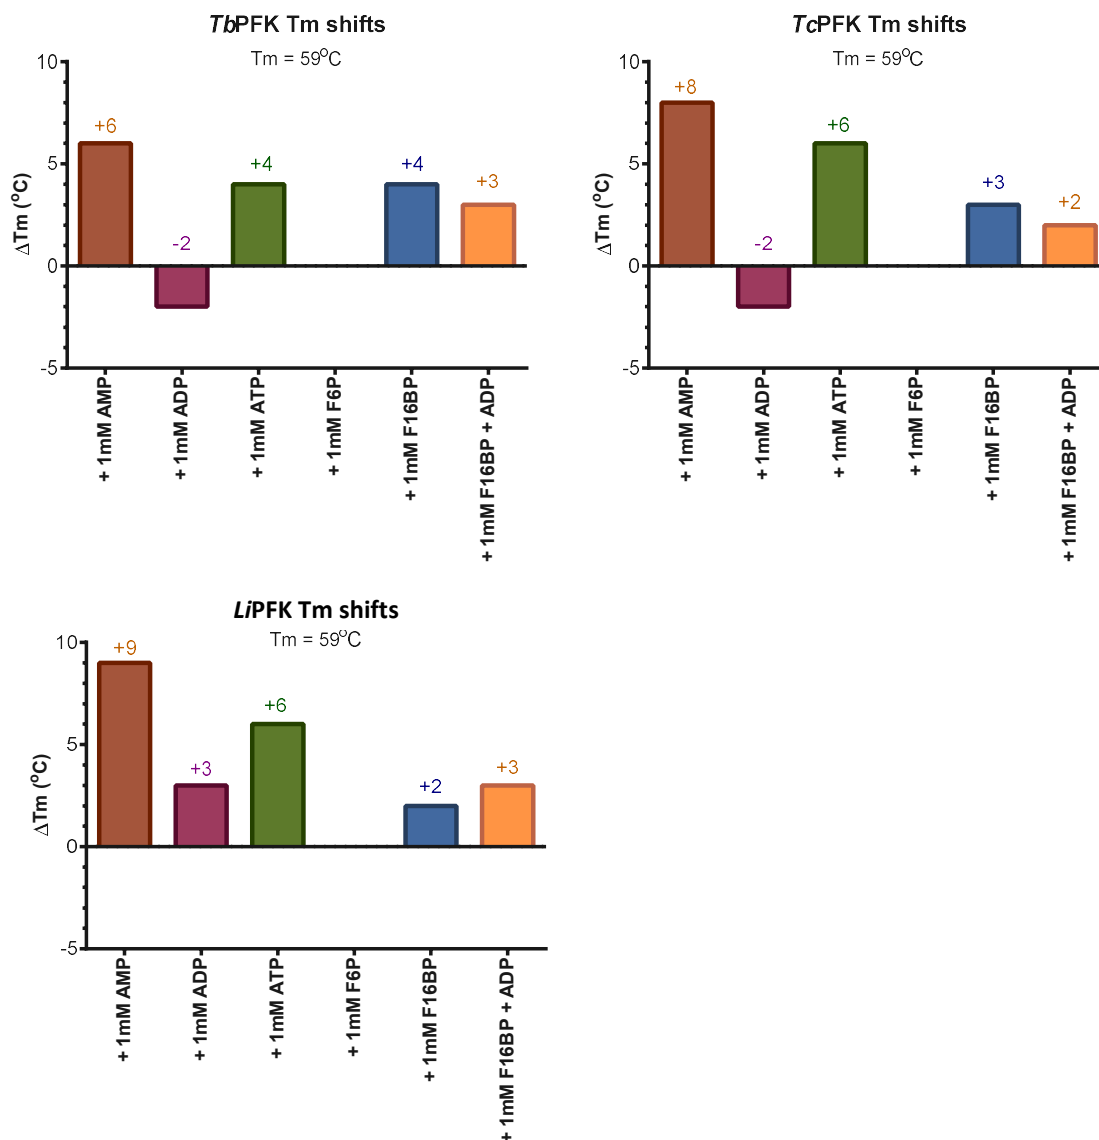 TbPFK Tm shifts
Tm = 59°C
ΔTm (°C)
10
5
0
-5
+6
-2
+4
+4
+3
+ 1mM AMP
+ 1mM ADP
+ 1mM ATP
+ 1mM F6P
+ 1mM F16BP
+ 1mM F16BP + ADP
TcPFK Tm shifts
Tm = 59°C
ΔTm (°C)
10
5
0
-5
+8
-2
+6
+3
+2
+ 1mM AMP
+ 1mM ADP
+ 1mM ATP
+ 1mM F6P
+ 1mM F16BP
+ 1mM F16BP + ADP
LiPFK Tm shifts
Tm = 59°C
ΔTm (°C)
10
5
0
-5
+9
+3
+6
+2
+3
+ 1mM AMP
+ 1mM ADP
+ 1mM ATP
+ 1mM F6P
+ 1mM F16BP
+ 1mM F16BP + ADP